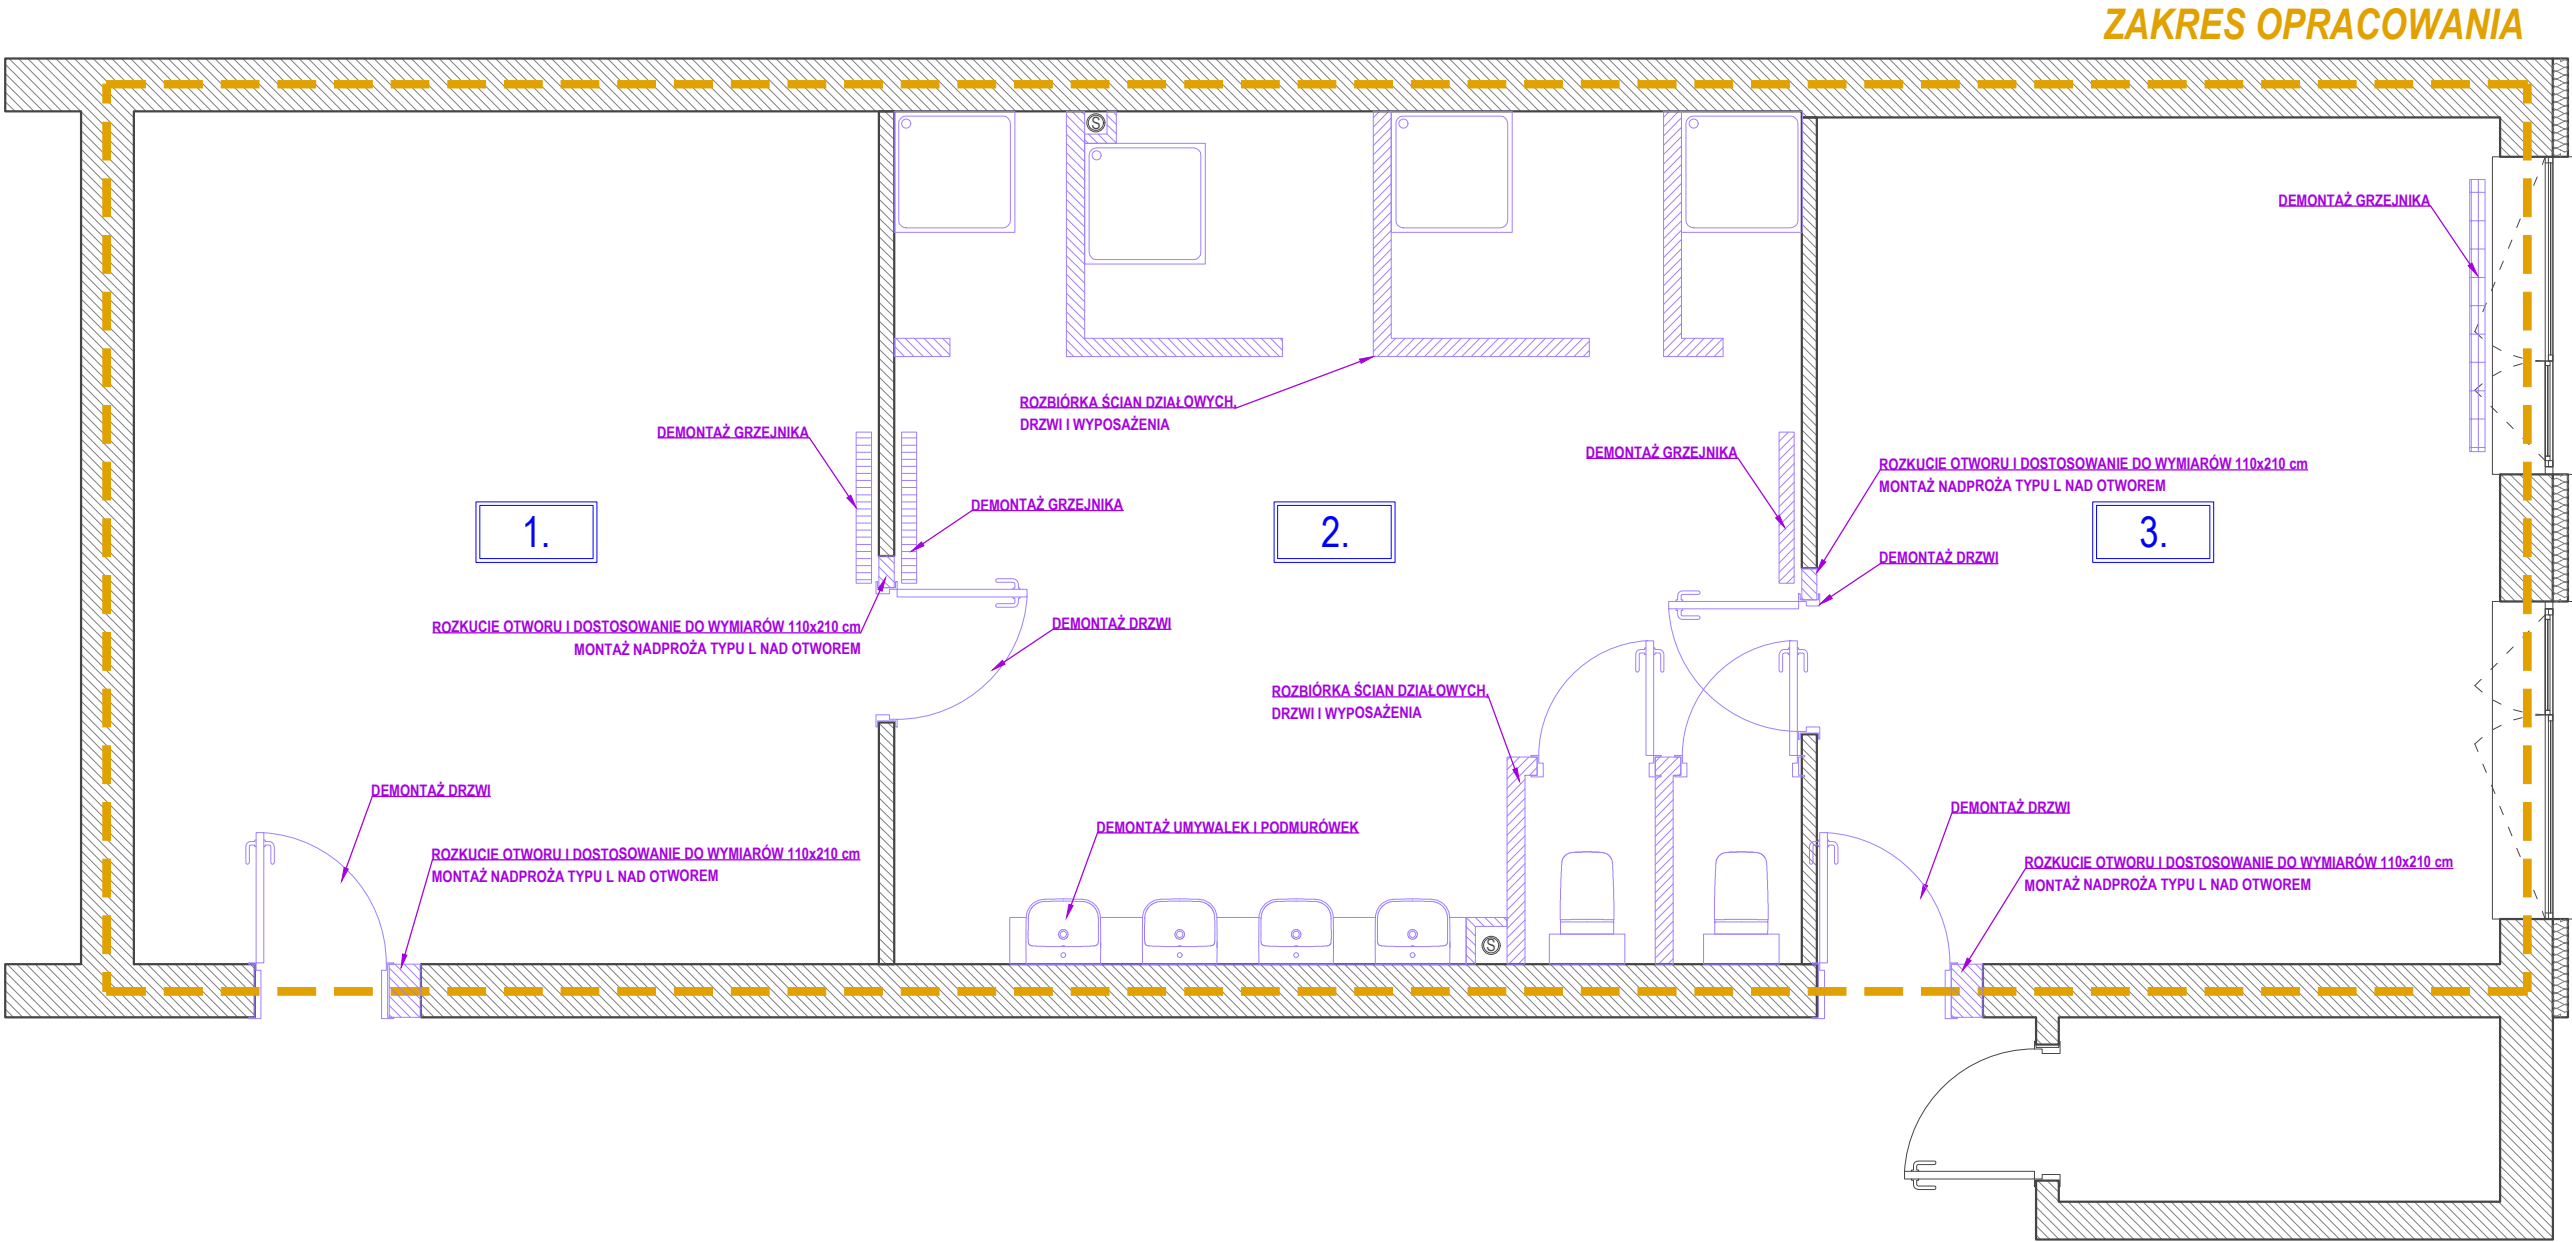 ZAKRES OPRACOWANIA
S
DEMONTAŻ GRZEJNIKA
ROZBIÓRKA ŚCIAN DZIAŁOWYCH,
DRZWI I WYPOSAŻENIA
DEMONTAŻ GRZEJNIKA
DEMONTAŻ GRZEJNIKA
ROZKUCIE OTWORU I DOSTOSOWANIE DO WYMIARÓW 110x210 cm
MONTAŻ NADPROŻA TYPU L NAD OTWOREM
DEMONTAŻ GRZEJNIKA
1.
2.
3.
DEMONTAŻ DRZWI
ROZKUCIE OTWORU I DOSTOSOWANIE DO WYMIARÓW 110x210 cm
MONTAŻ NADPROŻA TYPU L NAD OTWOREM
DEMONTAŻ DRZWI
ROZBIÓRKA ŚCIAN DZIAŁOWYCH,
DRZWI I WYPOSAŻENIA
DEMONTAŻ DRZWI
DEMONTAŻ UMYWALEK I PODMURÓWEK
DEMONTAŻ DRZWI
ROZKUCIE OTWORU I DOSTOSOWANIE DO WYMIARÓW 110x210 cm
MONTAŻ NADPROŻA TYPU L NAD OTWOREM
ROZKUCIE OTWORU I DOSTOSOWANIE DO WYMIARÓW 110x210 cm
MONTAŻ NADPROŻA TYPU L NAD OTWOREM
S